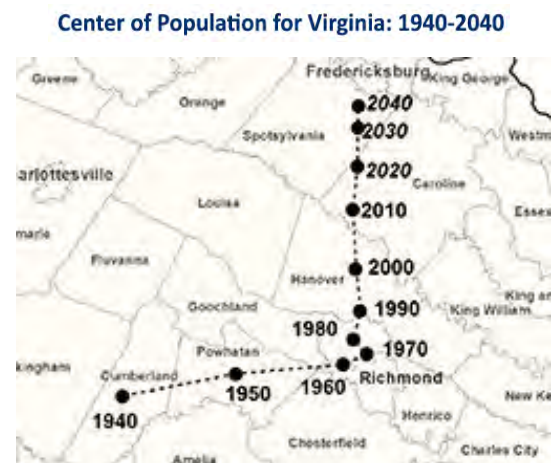 Center of Population for Virginia: 1940-2040
Fredericksburg
King George
Greene
Orange
2040
Spotsylvania
2030
Westm
arlottesville
2020
Caroline
Louisa
2010
Essex
marle
Fluvanna
2000
Hanover
King an
Goochland
1990
King William
1980
1970
Powhatan
kingham
Cumberland
1960
Richmond
1950
1940
New Ke
Henrico
Chesterfield
Amelia
Charles City